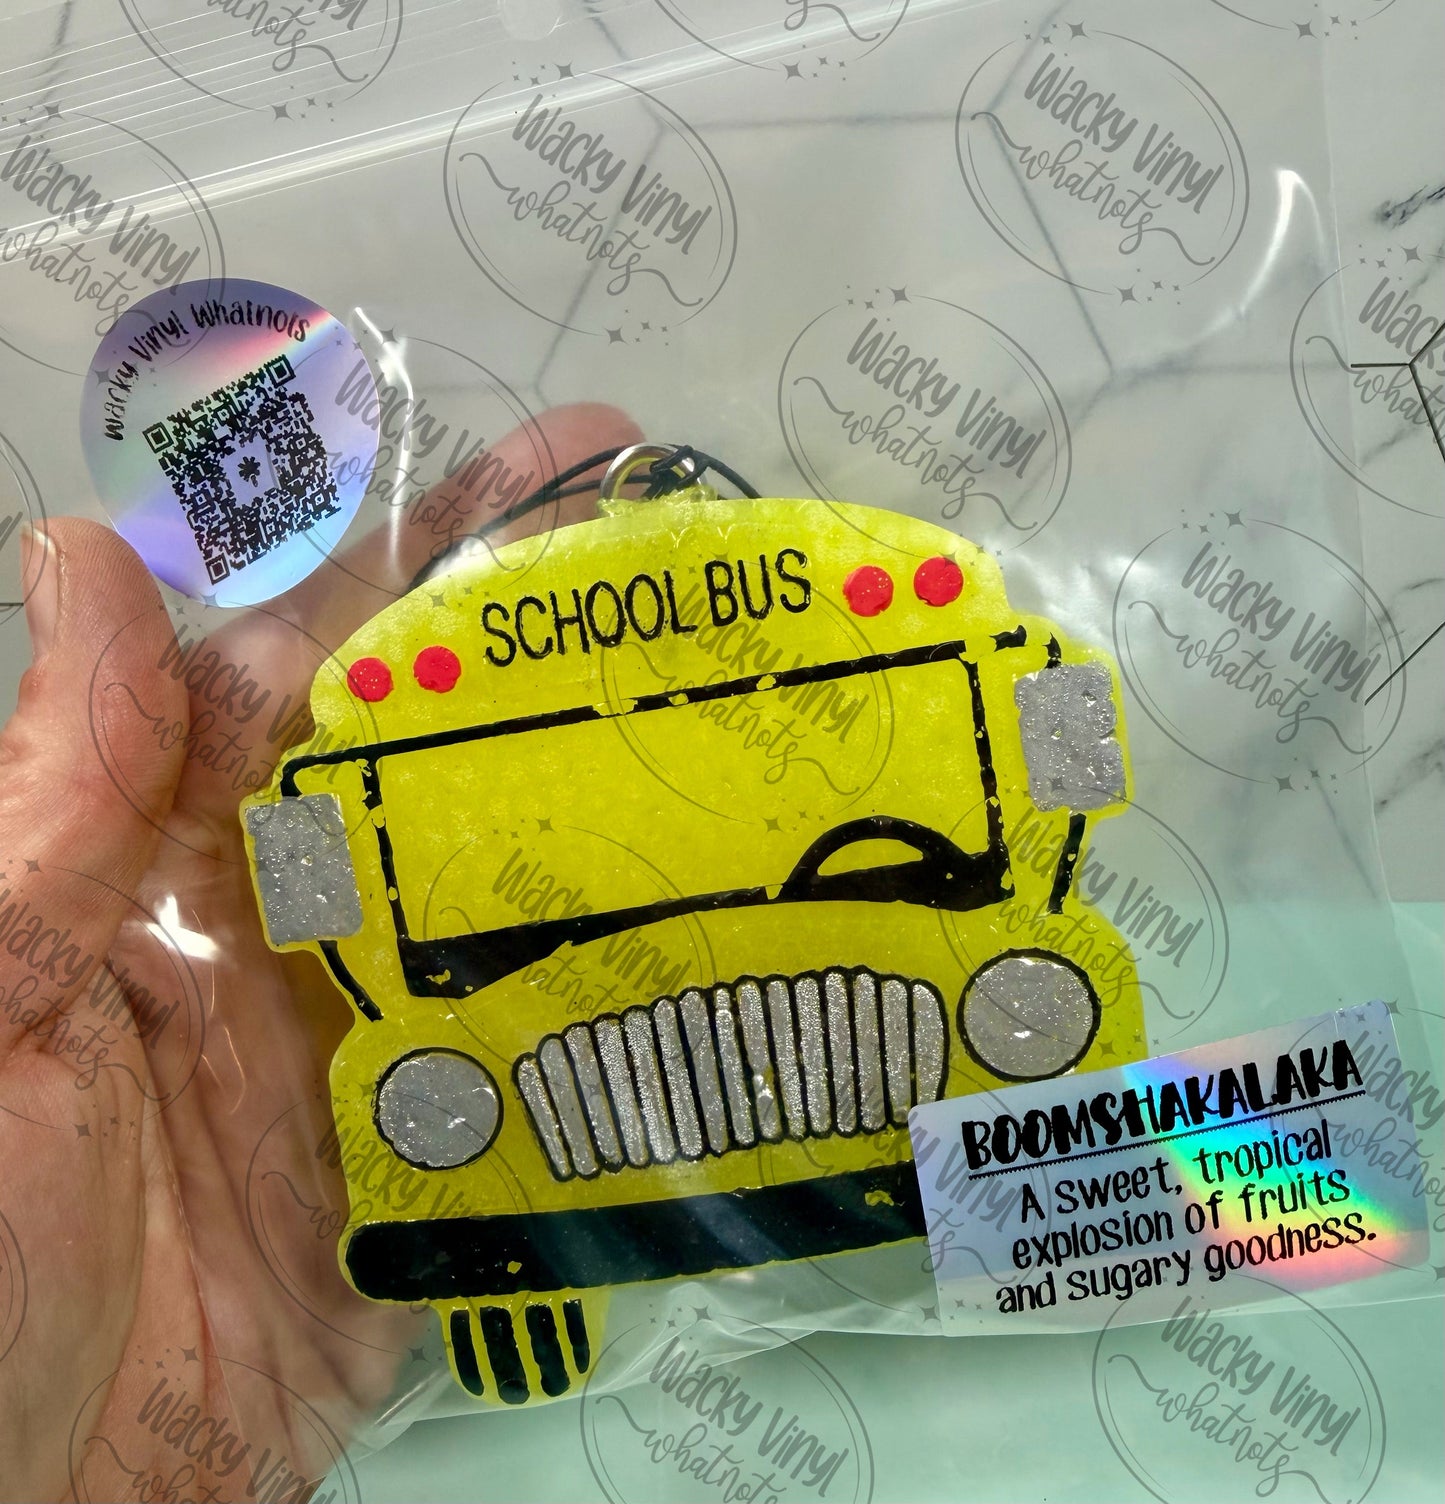 Wacky Vinyl Whatnots
SCHOOL BUS
BOOMSHAKALAKA
A sweet, tropical
explosion of fruits
and sugary goodness.
Wacky Vinyl
whatnots